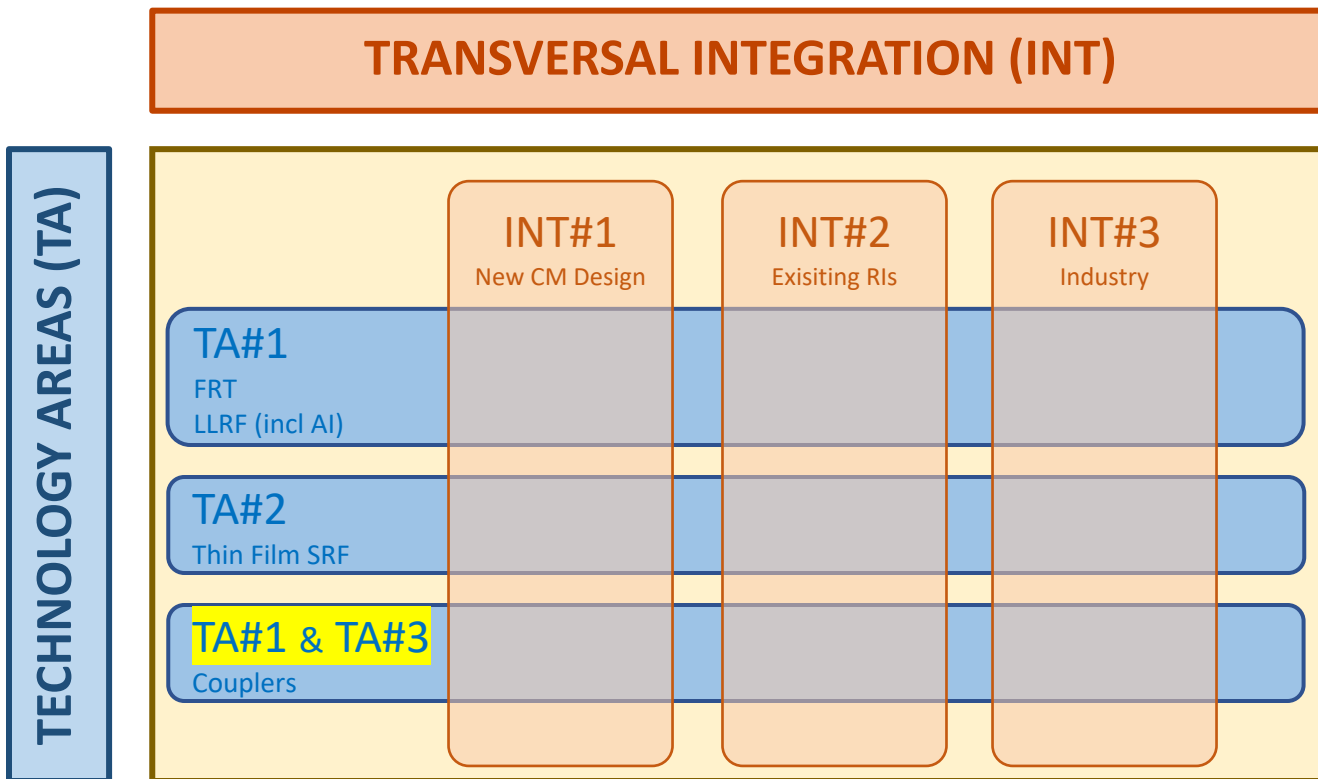 TRANSVERSAL INTEGRATION (INT)
TECHNOLOGY AREAS (TA)
INT#1
New CM Design
INT#2
Exisiting RIs
INT#3
Industry
TA#1
FRT
LLRF (incl AI)
TA#2
Thin Film SRF
TA#1 & TA#3
Couplers